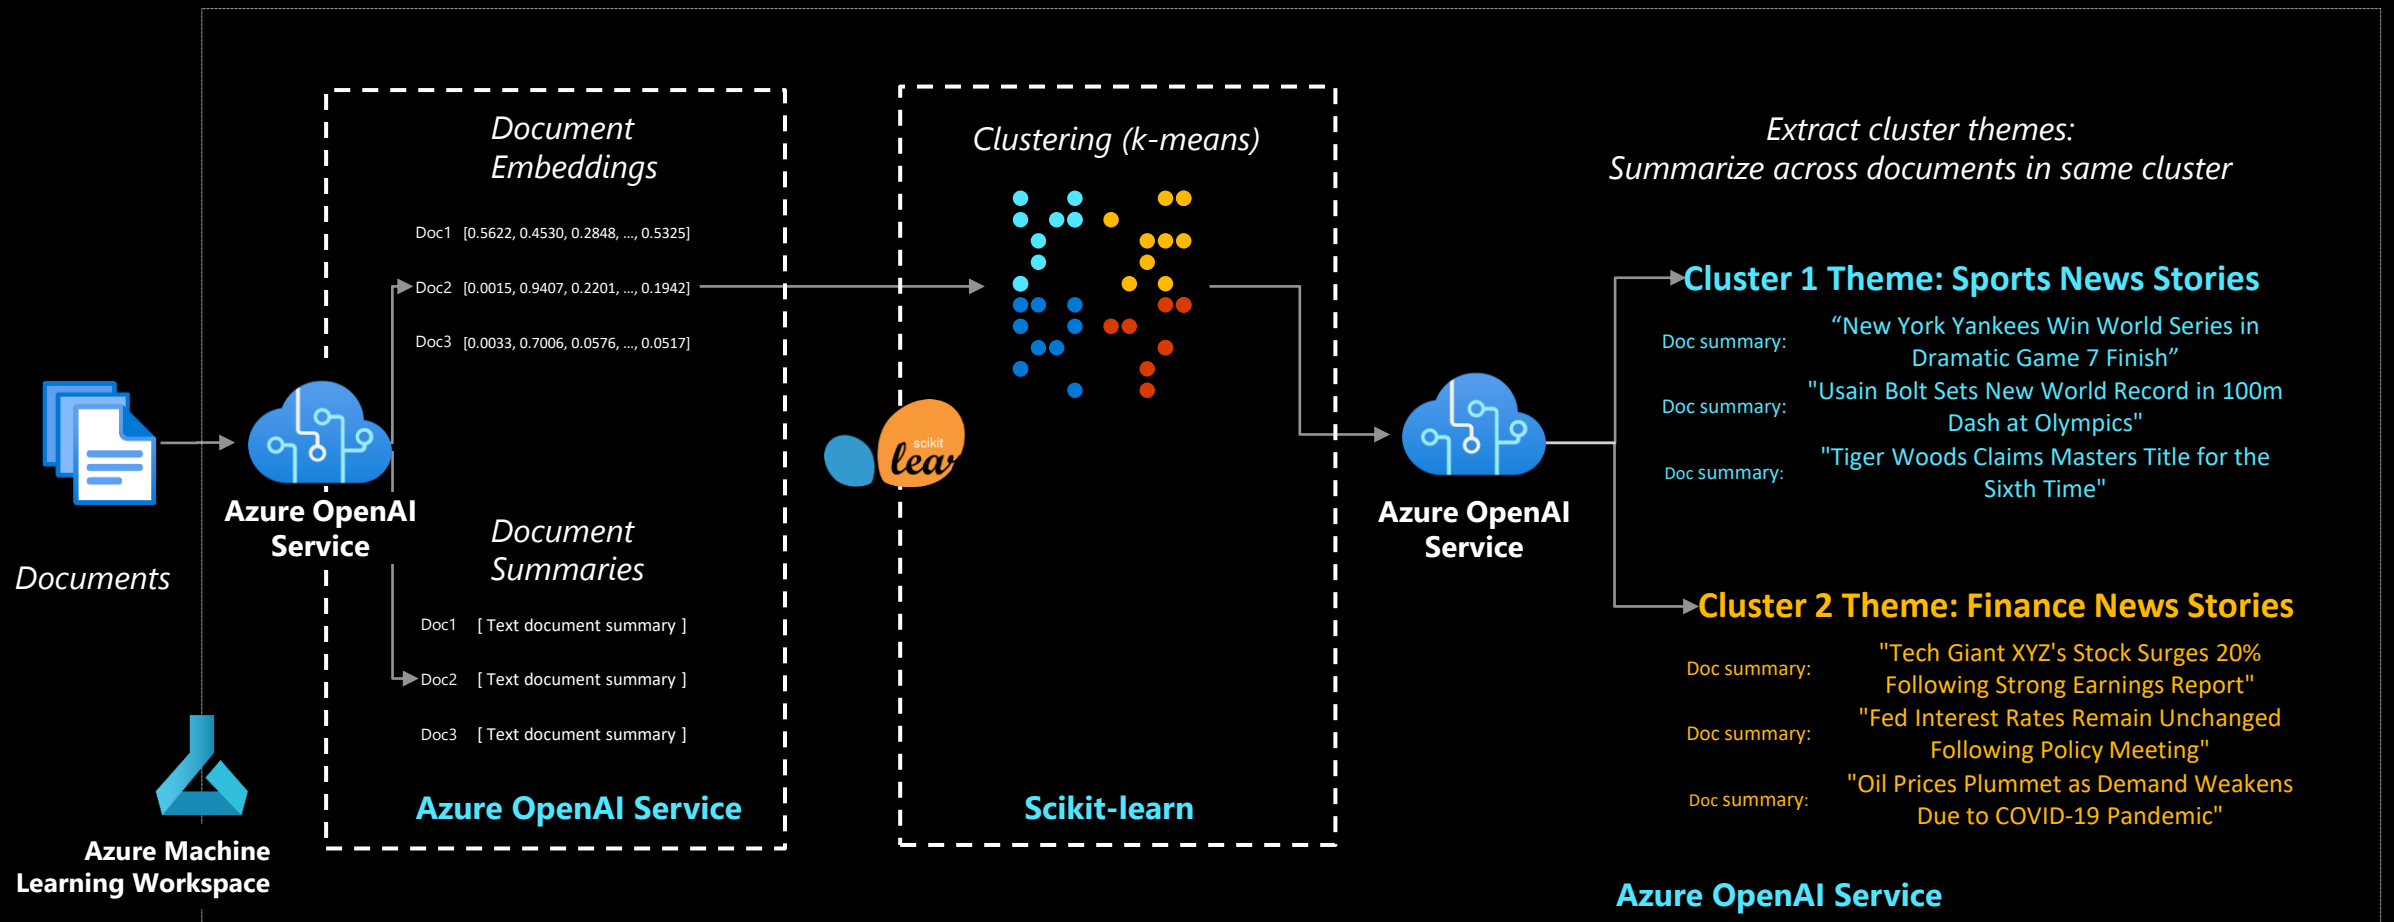 Document
Embeddings
Doc1 [0.5622, 0.4530, 0.2848, ..., 0.5325]
Doc2 [0.0015, 0.9407, 0.2201, ..., 0.1942]
Doc3 [0.0033, 0.7006, 0.0576, ..., 0.0517]
Documents
Azure OpenAI
Service
Document
Summaries
Doc1 [ Text document summary ]
Doc2 [ Text document summary ]
Doc3 [ Text document summary ]
Azure OpenAI Service
Azure Machine
Learning Workspace
Clustering (k-means)
scikit
lear
Scikit-learn
Azure OpenAI
Service
Extract cluster themes:
Summarize across documents in same cluster
Cluster 1 Theme: Sports News Stories
Doc summary:
“New York Yankees Win World Series in
Dramatic Game 7 Finish”
Doc summary:
"Usain Bolt Sets New World Record in 100m
Dash at Olympics"
Doc summary:
"Tiger Woods Claims Masters Title for the
Sixth Time"
Cluster 2 Theme: Finance News Stories
Doc summary:
"Tech Giant XYZ's Stock Surges 20%
Following Strong Earnings Report"
Doc summary:
"Fed Interest Rates Remain Unchanged
Following Policy Meeting"
Doc summary:
"Oil Prices Plummet as Demand Weakens
Due to COVID-19 Pandemic"
Azure OpenAI Service